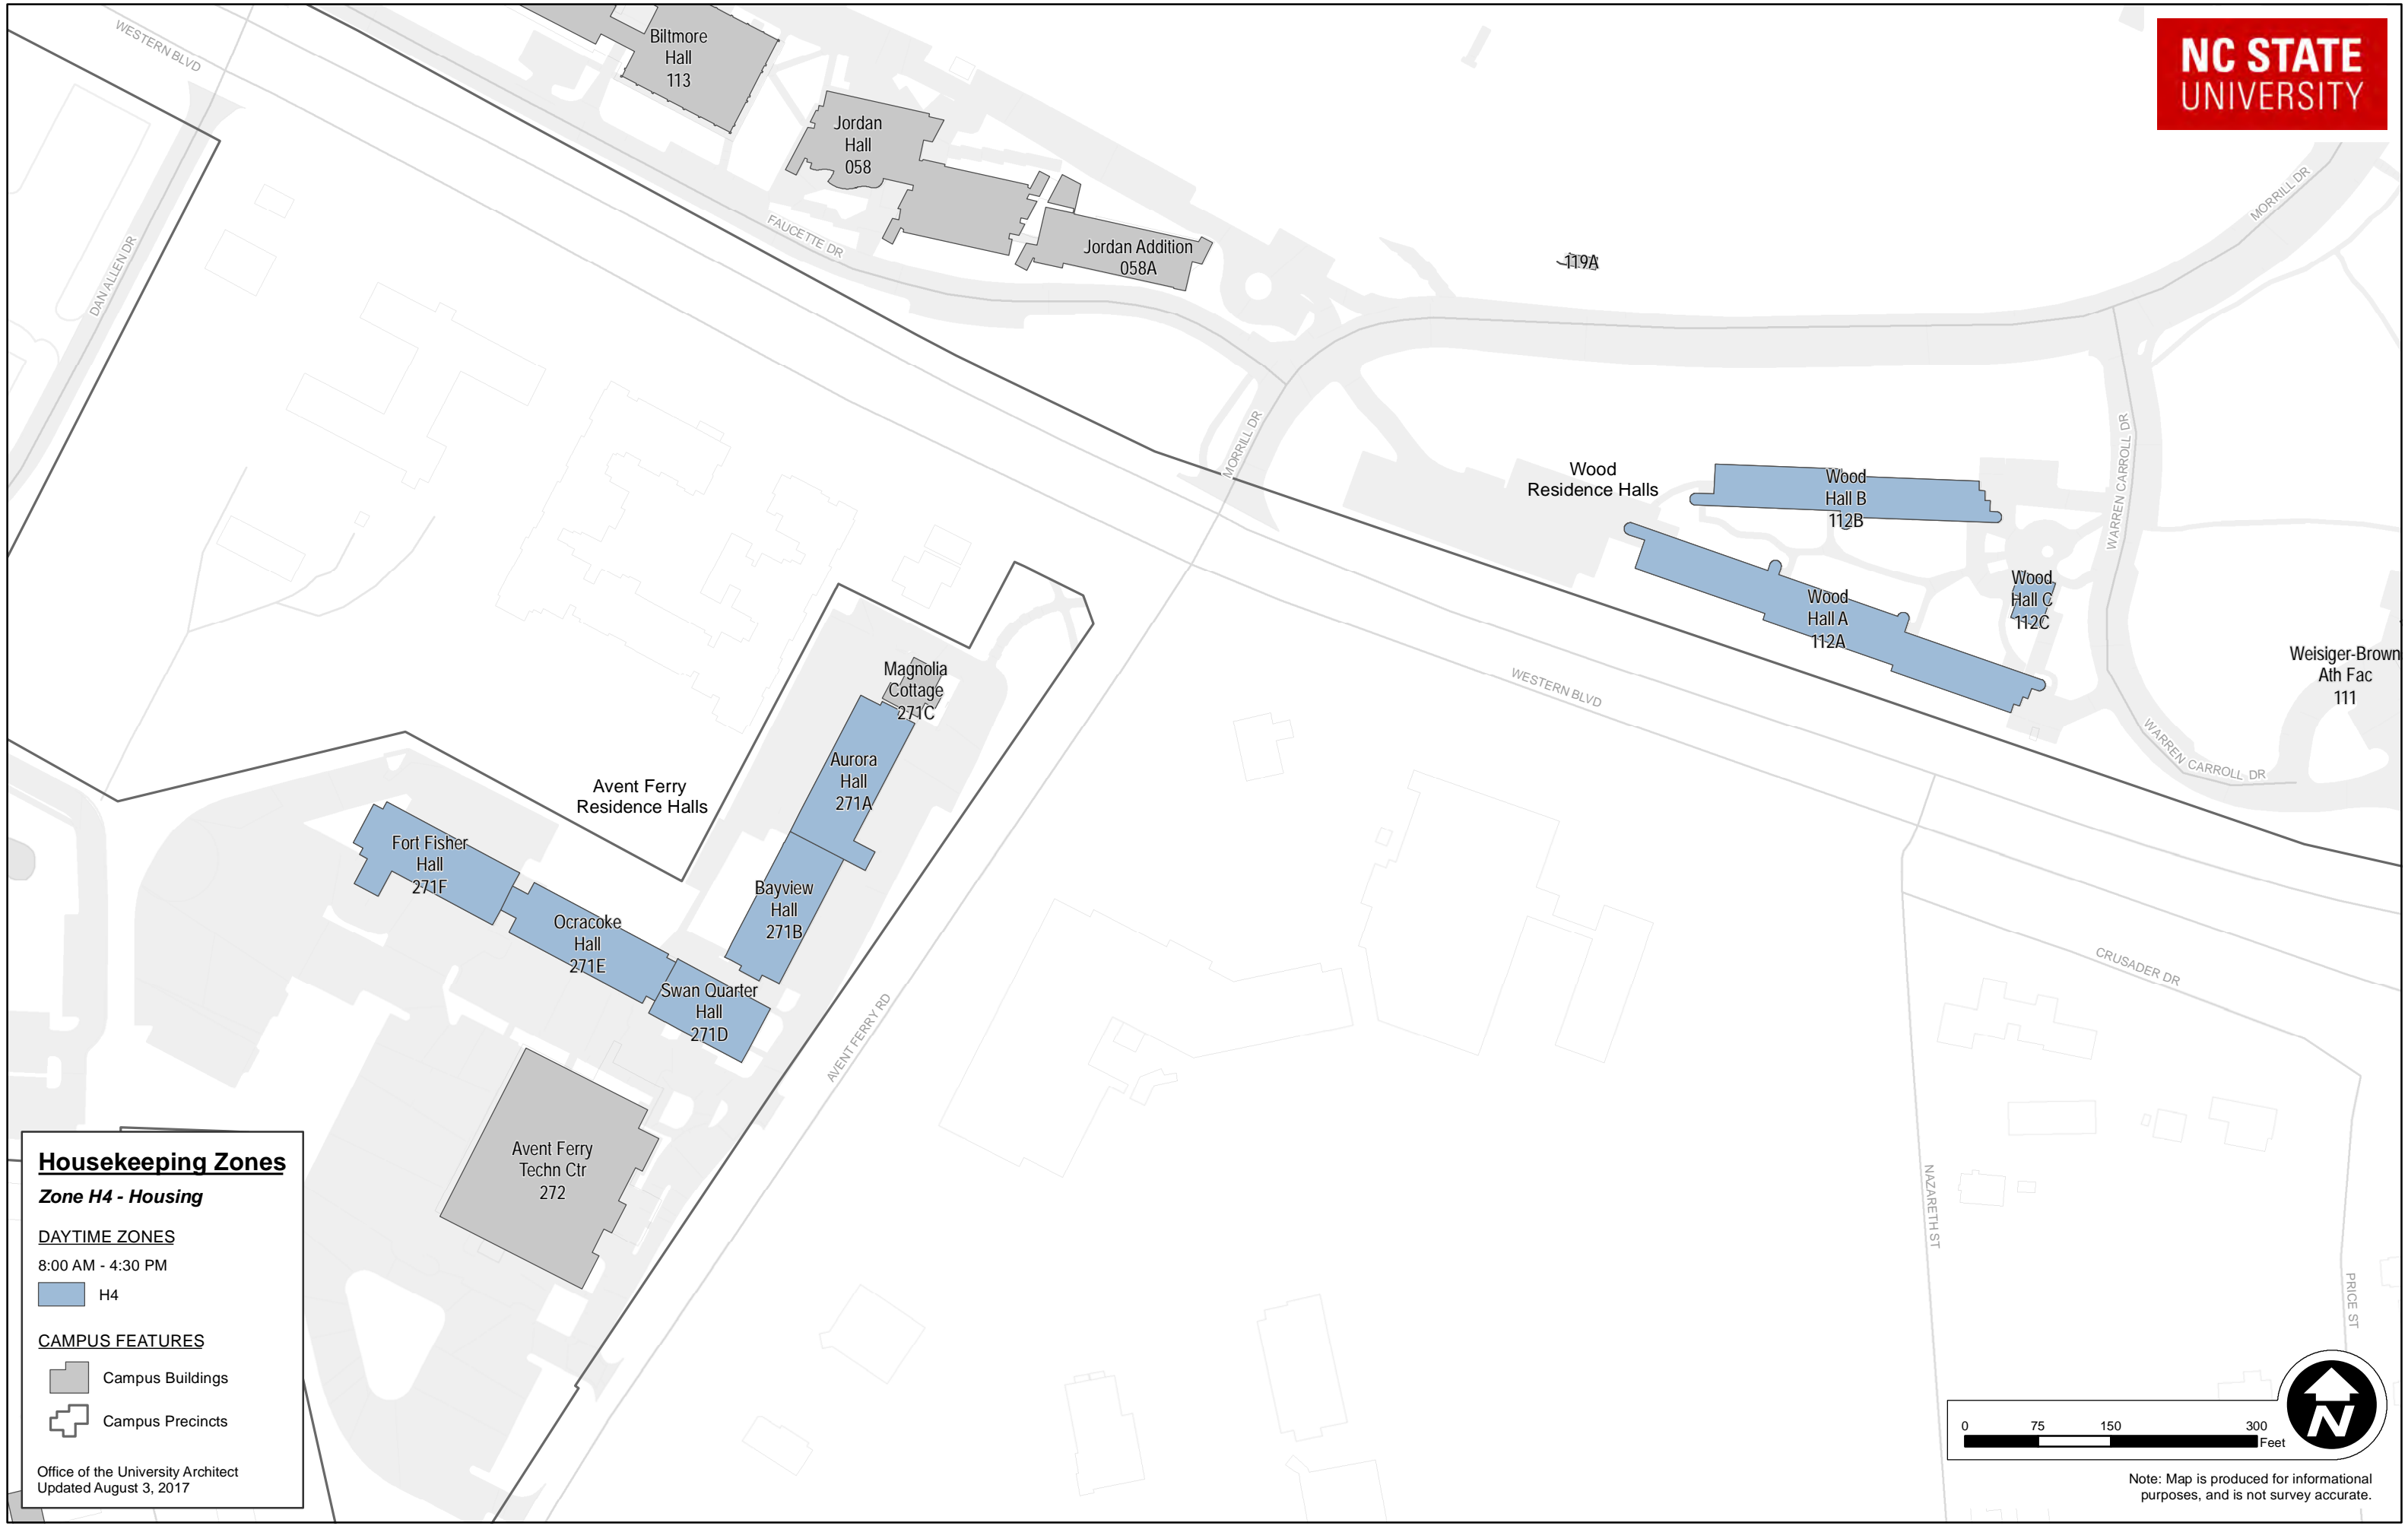 WESTERN BLVD
Biltmore
Hall
113
NC STATE
UNIVERSITY
Jordan
Hall
058
MORRILL DR
FAUCETTE DR
DAN ALLEN DR
Jordan Addition
058A
119A
MORRILL DR
WARREN CARROLL DR
Wood
Residence Halls
Wood
Hall B
112B
Wood
Hall C
112C
Wood
Hall A
112A
Weisiger-Brown
Ath Fac
111
WESTERN BLVD
WARREN CARROLL DR
Magnolia
Cottage
271C
Aurora
Hall
271A
Avent Ferry
Residence Halls
Fort Fisher
Hall
271F
Bayview
Hall
271B
Ocracoke
Hall
271E
Swan Quarter
Hall
271D
CRUSADER DR
AVENT FERRY RD
Avent Ferry
Techn Ctr
272
NAZARETH ST
PRICE ST
Housekeeping Zones
Zone H4 - Housing
DAYTIME ZONES
8:00 AM - 4:30 PM
H4
CAMPUS FEATURES
Campus Buildings
Campus Precincts
Office of the University Architect
Updated August 3, 2017
0 75 150 300
Feet
N
Note: Map is produced for informational
purposes, and is not survey accurate.